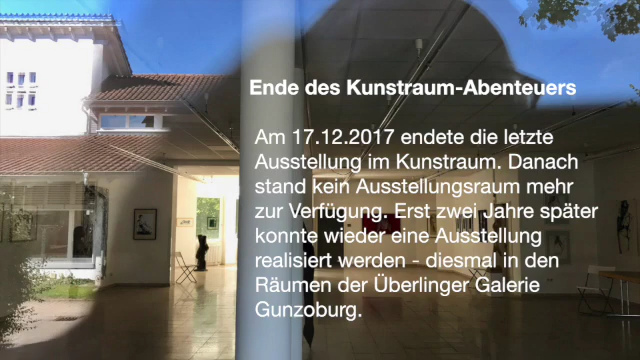 Ende des Kunstraum-Abenteuers
Am 17.12.2017 endete die letzte
Ausstellung im Kunstraum. Danach
stand kein Ausstellungsraum mehr
zur Verfügung. Erst zwei Jahre später
konnte wieder eine Ausstellung
realisiert werden - diesmal in den
Räumen der Überlinger Galerie
Gunzoburg.